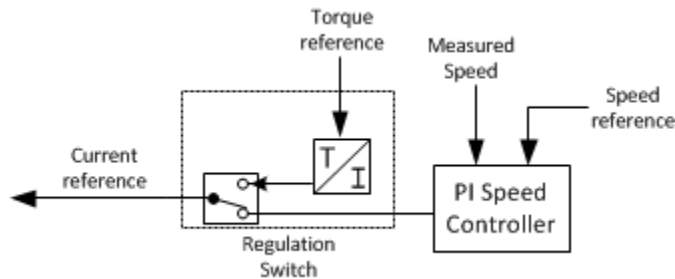 Torque
reference
Measured
Speed
Speed
reference
Current
reference
T
I
PI Speed
Controller
Regulation
Switch